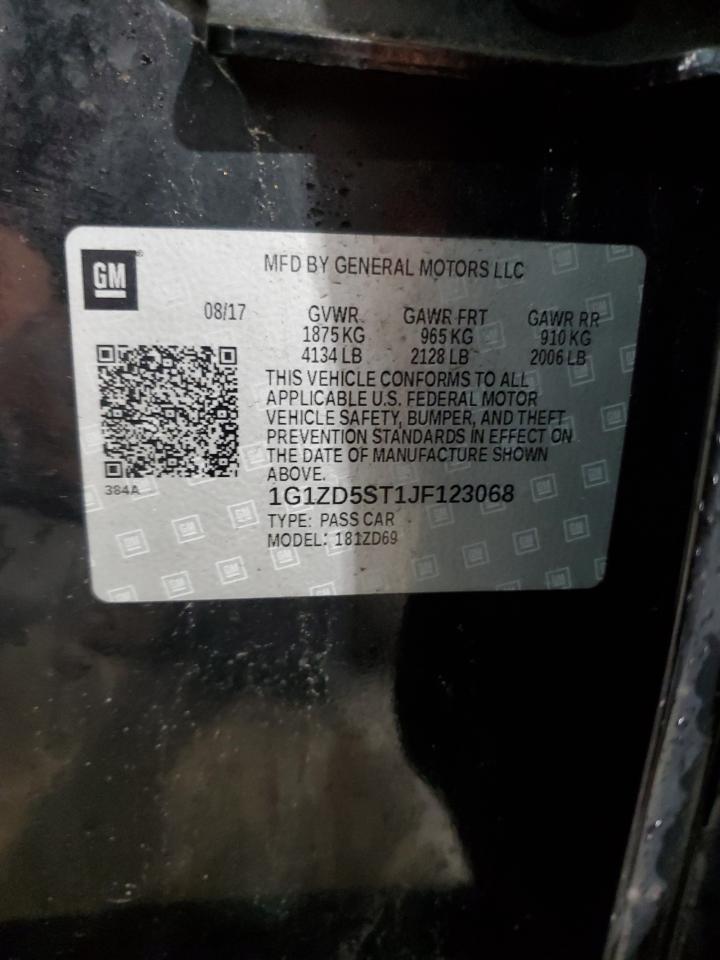 GM
MFD BY GENERAL MOTORS LLC
08/17
GVWR GAWR FRT GAWR RR
1875 KG 965 KG 910 KG
4134 LB 2128 LB 2006 LB
THIS VEHICLE CONFORMS TO ALL
APPLICABLE U.S. FEDERAL MOTOR
VEHICLE SAFETY, BUMPER, AND THEFT
PREVENTION STANDARDS IN EFFECT ON
THE DATE OF MANUFACTURE SHOWN
ABOVE.
384A
1G1ZD5ST1JF123068
TYPE: PASS CAR
MODEL: 181ZD69